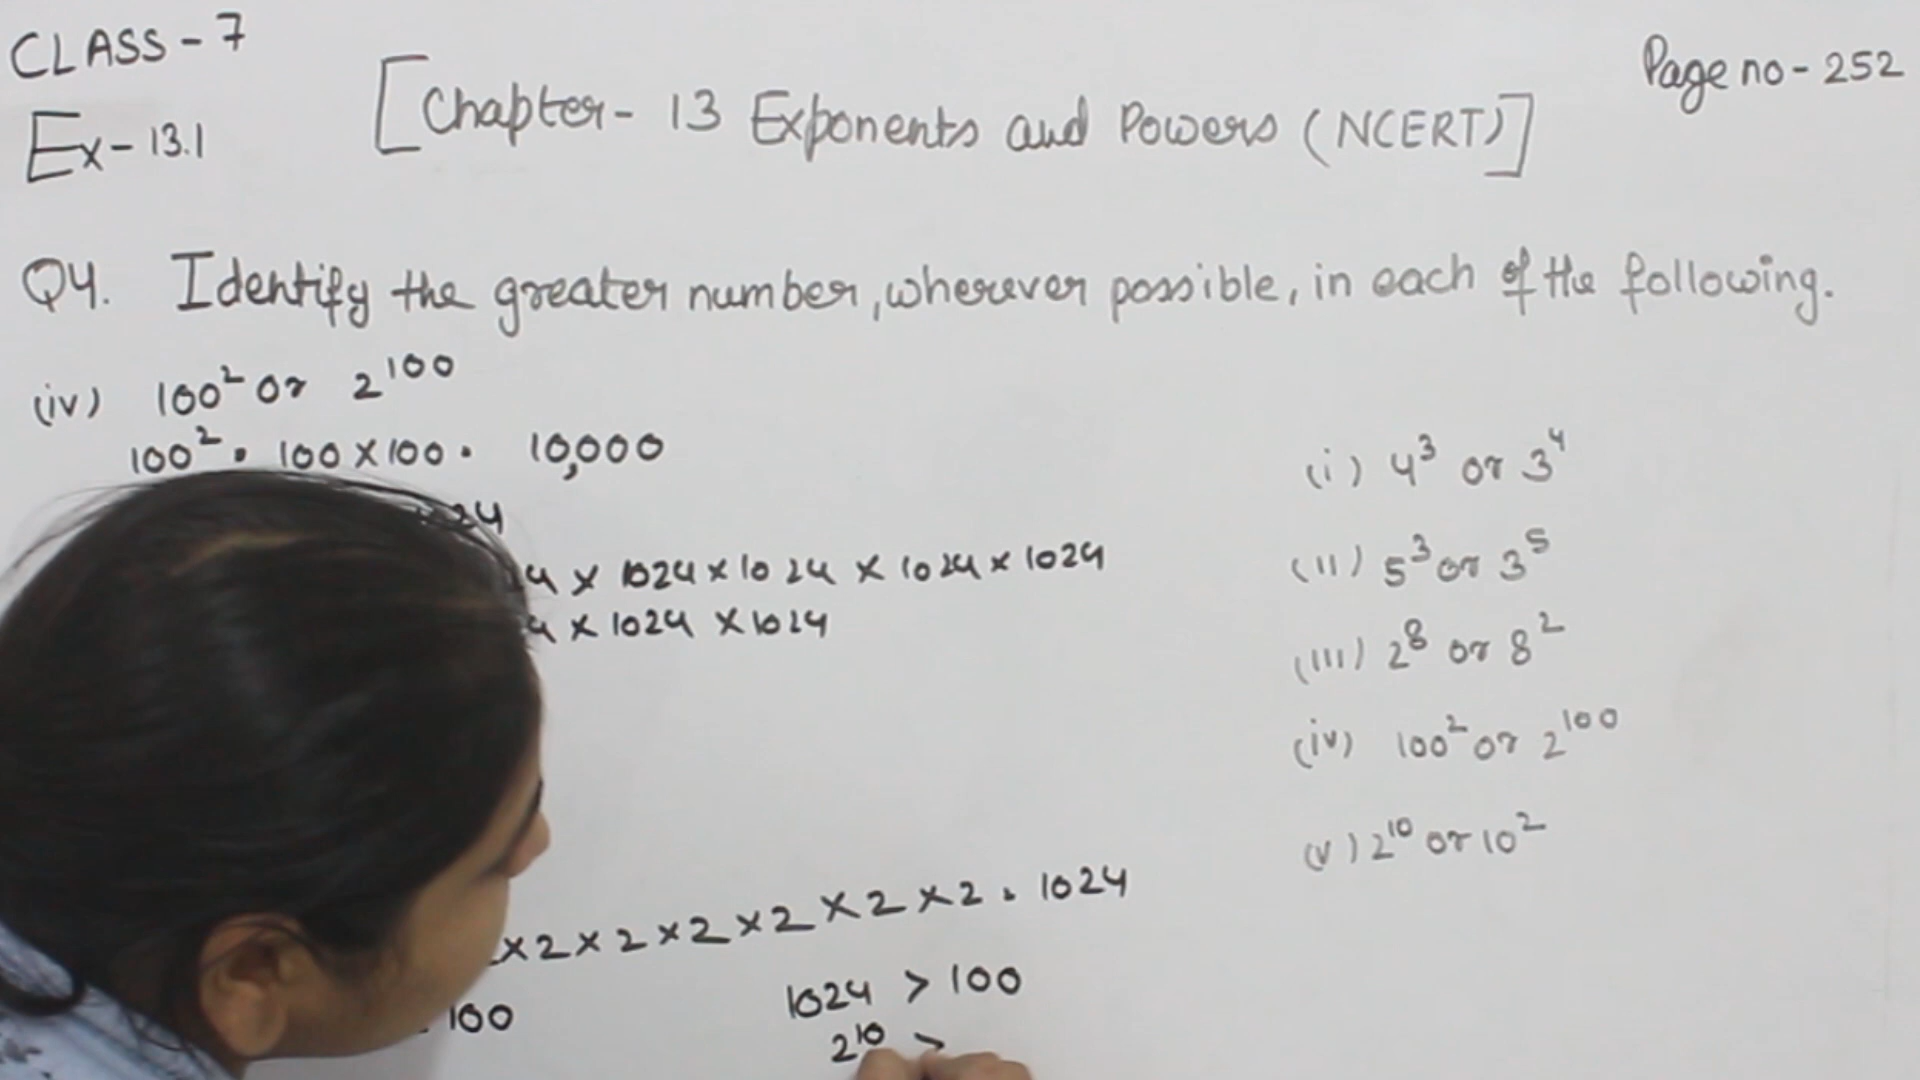 CLASS - 7
Ex - 13.1
[Chapter - 13 Exponents and Powers (NCERT)]
Page no - 252
Q4. Identify the greater number, wherever possible, in each of the following.
(iv) 100² or 2¹⁰⁰
100² = 100 × 100 = 10,000
24
4 × 1024 × 1024 × 1024 × 1024
4 × 1024 × 1024
× 2 × 2 × 2 × 2 × 2 × 2 = 1024
100
1024 > 100
2¹⁰ >
(i) 4³ or 3⁴
(ii) 5³ or 3⁵
(iii) 2⁸ or 8²
(iv) 100² or 2¹⁰⁰
(v) 2¹⁰ or 10²